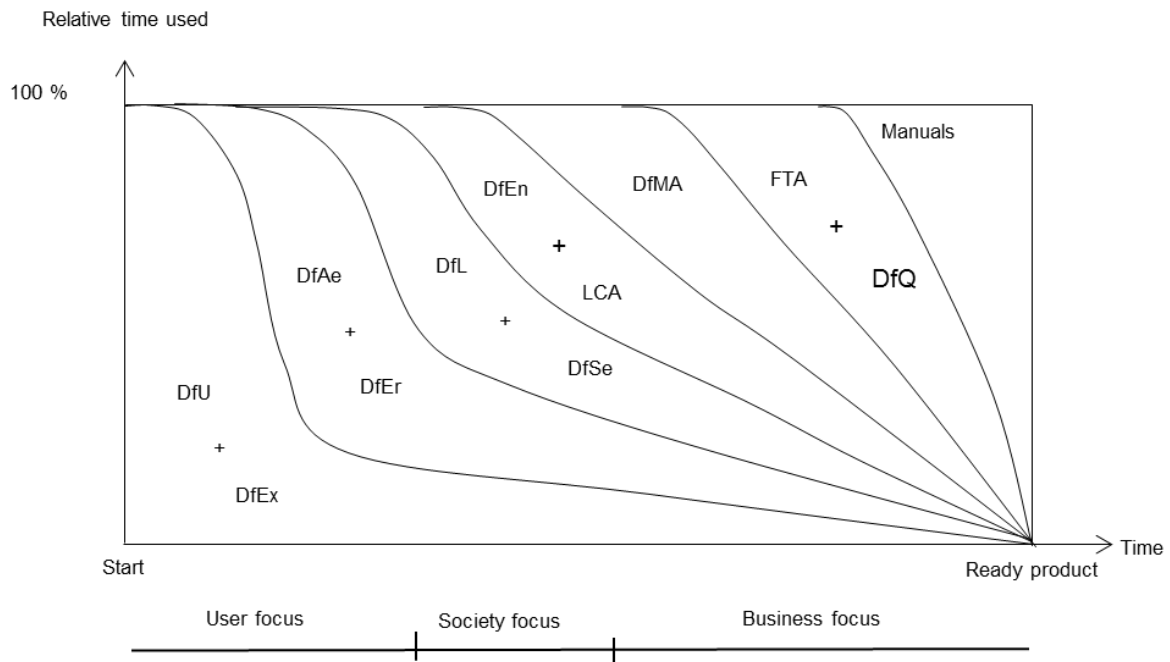 Relative time used
100 %
Manuals
DfEn
DfMA
FTA
+
+
DfAe
DfL
DfQ
LCA
+
+
DfSe
DfU
DfEr
+
DfEx
Time
Start
Ready product
User focus
Society focus
Business focus